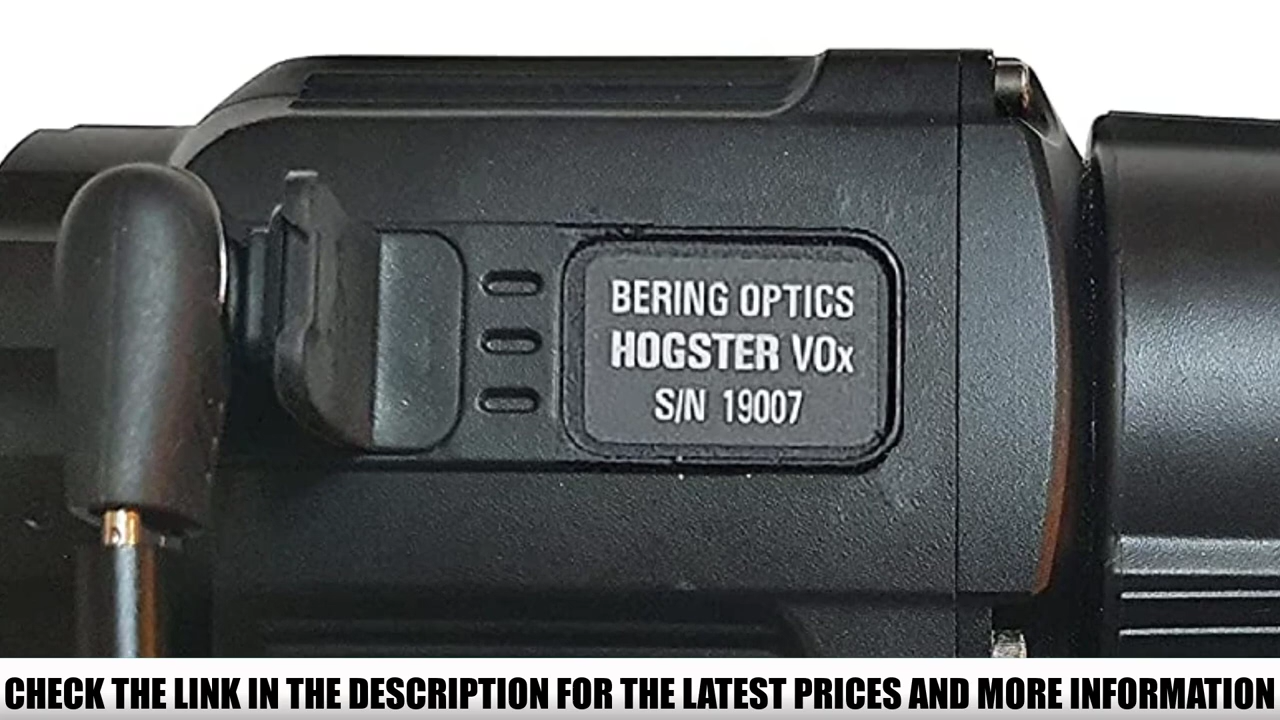 BERING OPTICS
HOGSTER VOx
S/N 19007
CHECK THE LINK IN THE DESCRIPTION FOR THE LATEST PRICES AND MORE INFORMATION